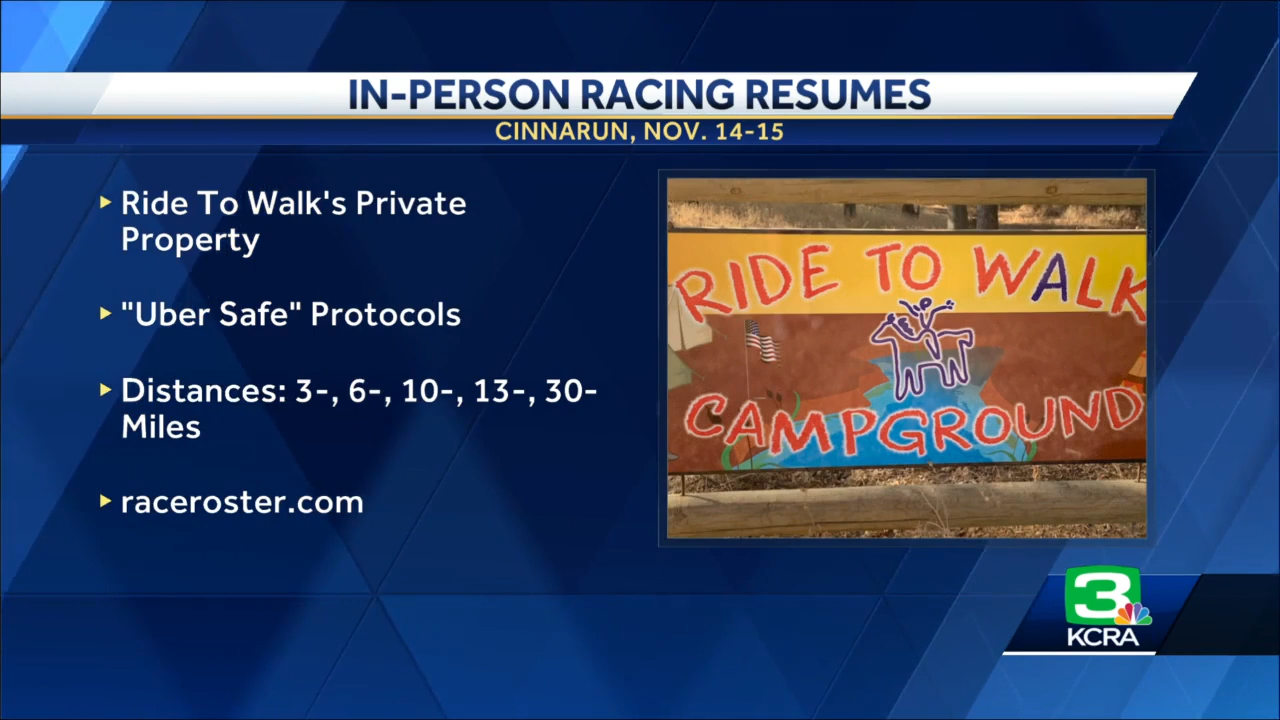 IN-PERSON RACING RESUMES
CINNARUN, NOV. 14-15
Ride To Walk's Private
Property
"Uber Safe" Protocols
Distances: 3-, 6-, 10-, 13-, 30-
Miles
raceroster.com
RIDE TO WALK
CAMPGROUND
3
KCRA